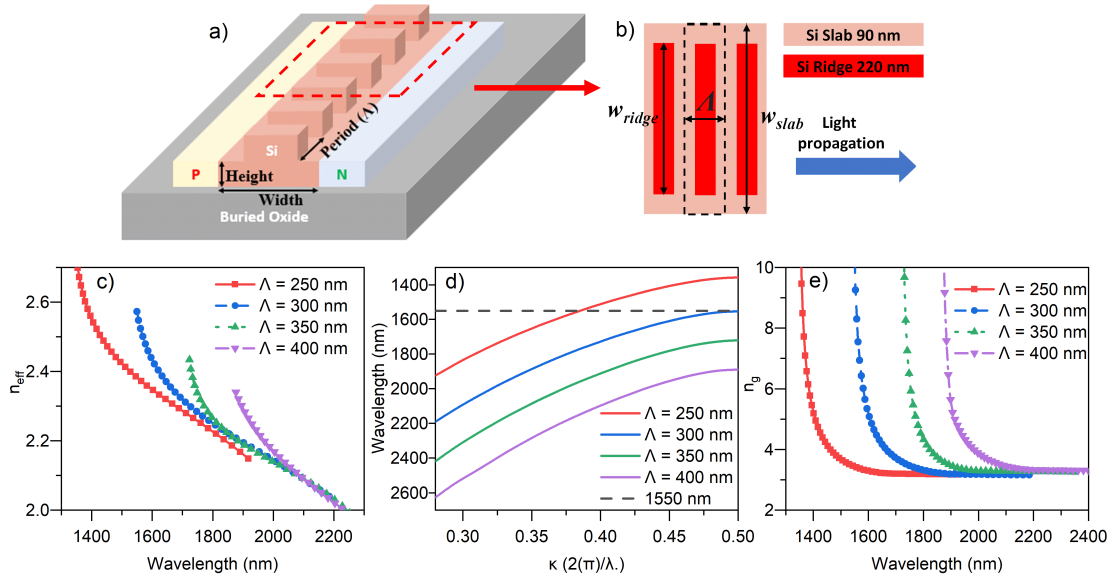 a)
Si
Period (Λ)
Height
P
N
Width
Buried Oxide
b)
w_ridge
Λ
w_slab
Si Slab 90 nm
Si Ridge 220 nm
Light
propagation
c)
Λ = 250 nm
Λ = 300 nm
Λ = 350 nm
Λ = 400 nm
n_eff
2.6
2.4
2.2
2.0
1400 1600 1800 2000 2200
Wavelength (nm)
d)
Wavelength (nm)
1400
1600
1800
2000
2200
2400
2600
Λ = 250 nm
Λ = 300 nm
Λ = 350 nm
Λ = 400 nm
1550 nm
0.30 0.35 0.40 0.45 0.50
κ (2(π)/λ.)
e)
Λ = 250 nm
Λ = 300 nm
Λ = 350 nm
Λ = 400 nm
n_g
10
8
6
4
2
1400 1600 1800 2000 2200 2400
Wavelength (nm)